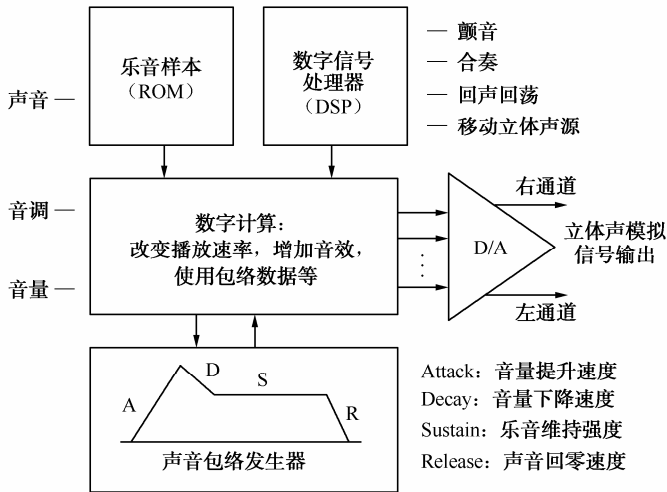 乐音样本
（ROM）
数字信号
处理器
（DSP）
— 颤音
— 合奏
— 回声回荡
— 移动立体声源
声音 —
音调 —
音量 —
数字计算：
改变播放速率，增加音效，
使用包络数据等
D/A
右通道
立体声模拟
信号输出
左通道
A
D
S
R
声音包络发生器
Attack：音量提升速度
Decay：音量下降速度
Sustain：乐音维持强度
Release：声音回零速度